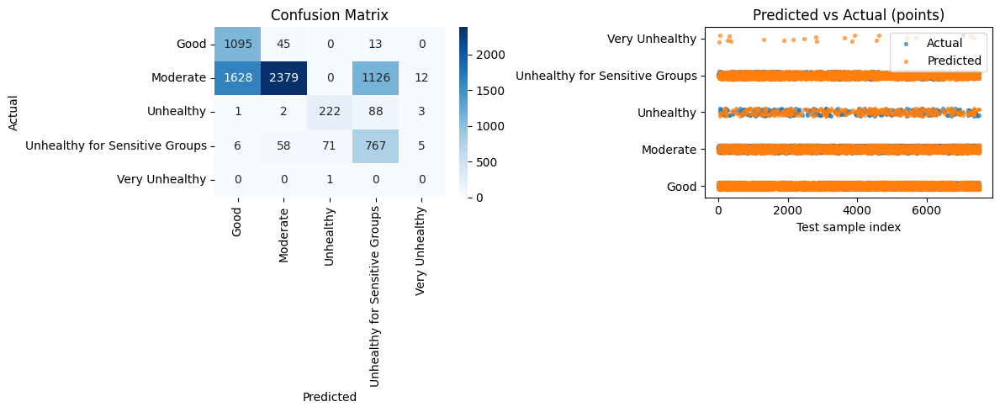 Confusion Matrix
Actual
Good
1095 45 0 13 0
Moderate
1628 2379 0 1126 12
Unhealthy
1 2 222 88 3
Unhealthy for Sensitive Groups
6 58 71 767 5
Very Unhealthy
0 0 1 0 0
Good
Moderate
Unhealthy
Unhealthy for Sensitive Groups
Very Unhealthy
Predicted
2000
1500
1000
500
0
Predicted vs Actual (points)
Very Unhealthy
Unhealthy for Sensitive Groups
Unhealthy
Moderate
Good
Actual
Predicted
0 2000 4000 6000
Test sample index